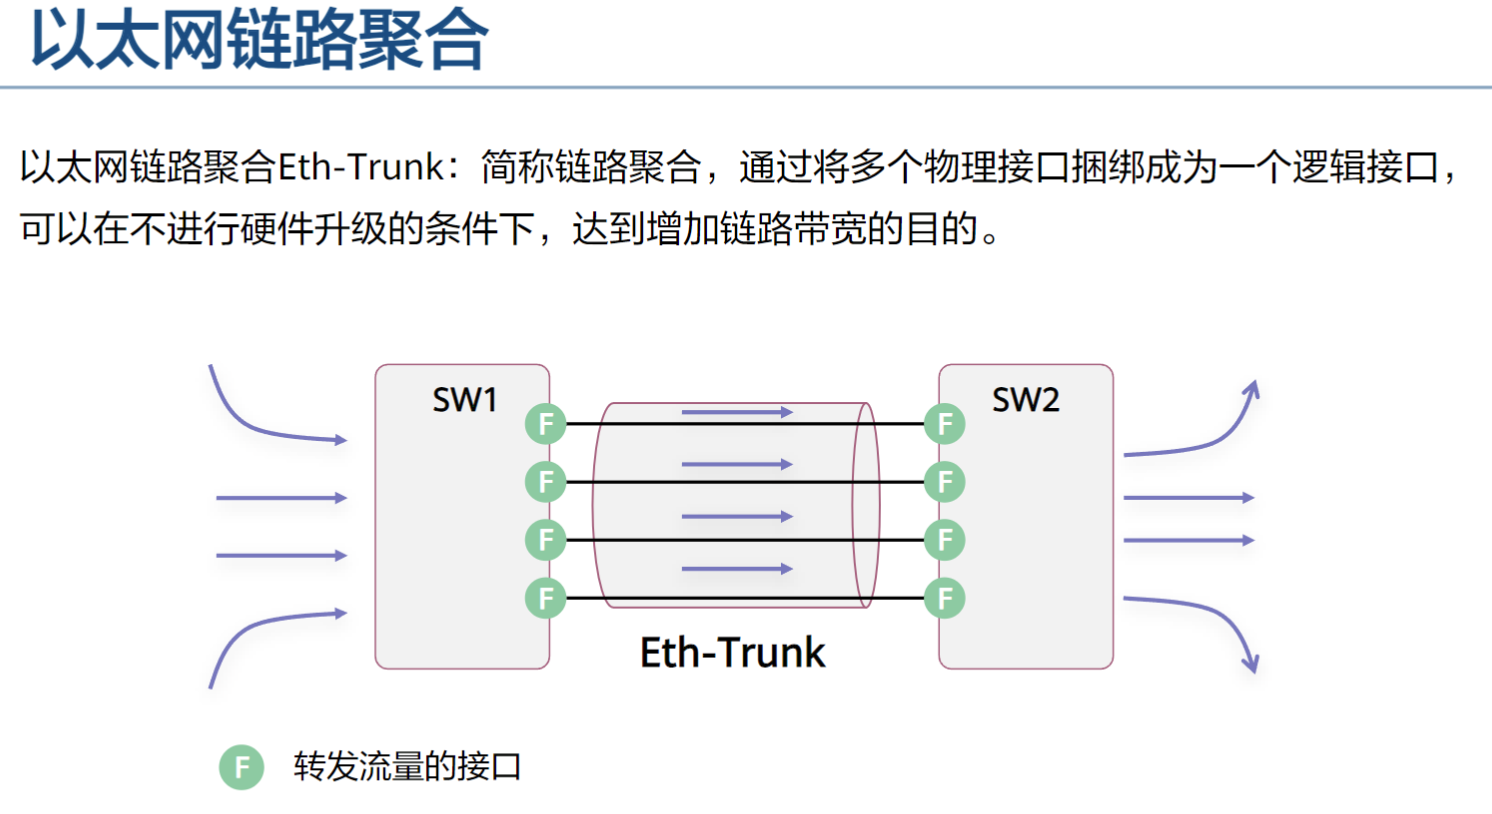 以太网链路聚合
以太网链路聚合Eth-Trunk：简称链路聚合，通过将多个物理接口捆绑成为一个逻辑接口，
可以在不进行硬件升级的条件下，达到增加链路带宽的目的。
SW1
SW2
F
F
F
F
F
F
F
F
Eth-Trunk
F 转发流量的接口